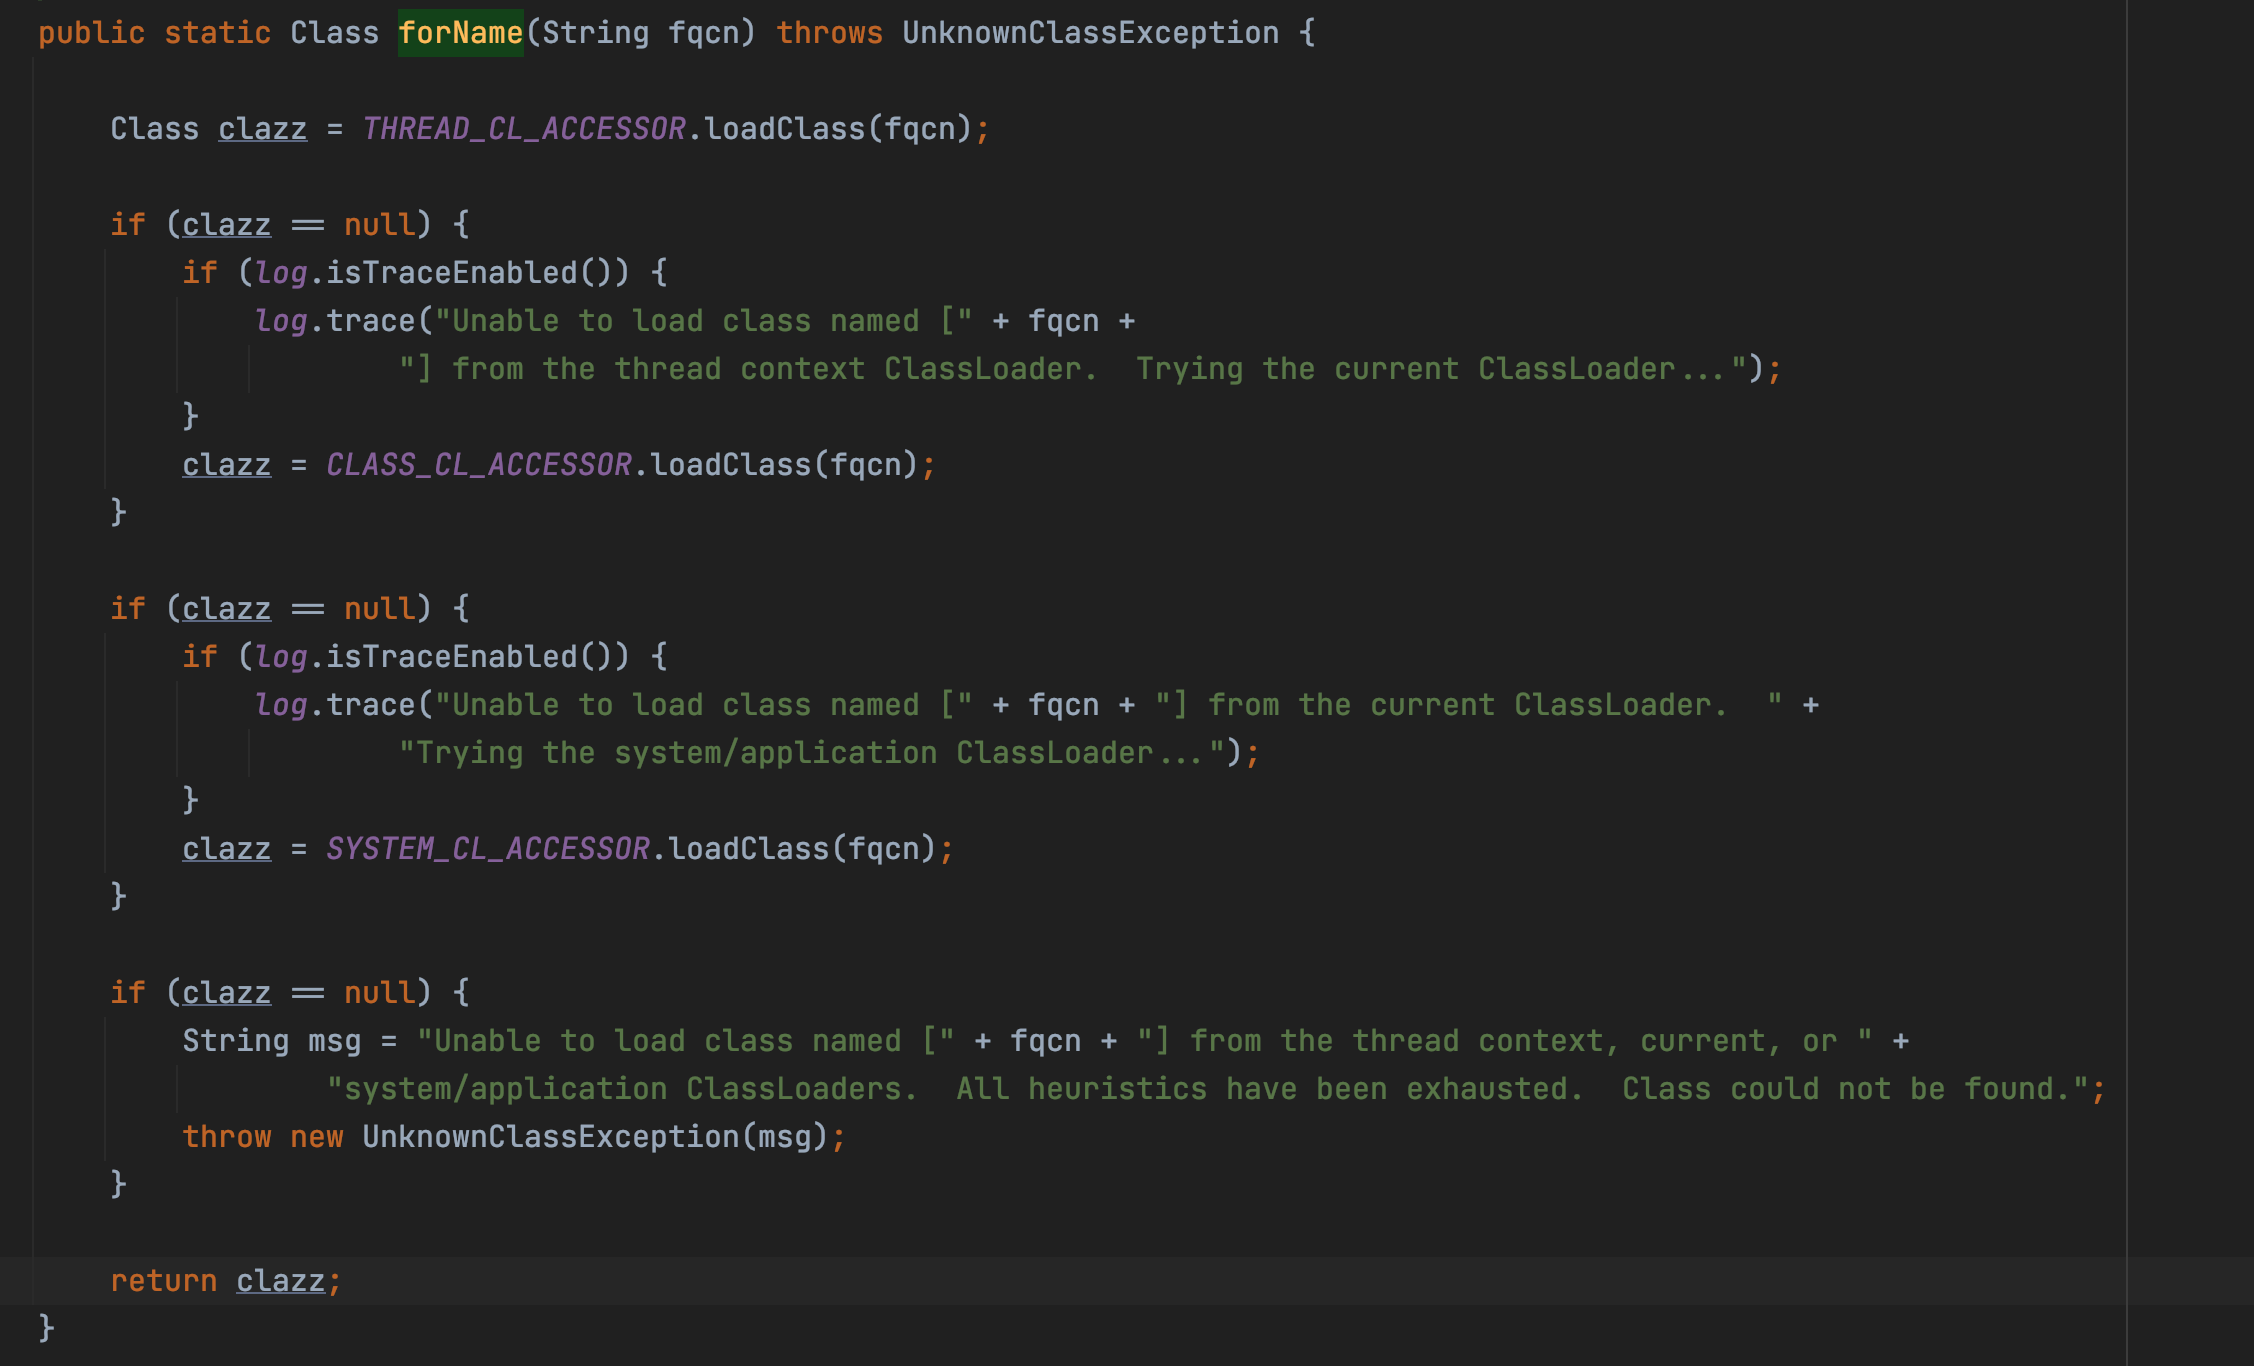 public static Class forName(String fqcn) throws UnknownClassException {
Class clazz = THREAD_CL_ACCESSOR.loadClass(fqcn);
if (clazz == null) {
if (log.isTraceEnabled()) {
log.trace("Unable to load class named [" + fqcn +
"] from the thread context ClassLoader.  Trying the current ClassLoader...");
}
clazz = CLASS_CL_ACCESSOR.loadClass(fqcn);
}
if (clazz == null) {
if (log.isTraceEnabled()) {
log.trace("Unable to load class named [" + fqcn + "] from the current ClassLoader.  " +
"Trying the system/application ClassLoader...");
}
clazz = SYSTEM_CL_ACCESSOR.loadClass(fqcn);
}
if (clazz == null) {
String msg = "Unable to load class named [" + fqcn + "] from the thread context, current, or " +
"system/application ClassLoaders.  All heuristics have been exhausted.  Class could not be found.";
throw new UnknownClassException(msg);
}
return clazz;
}